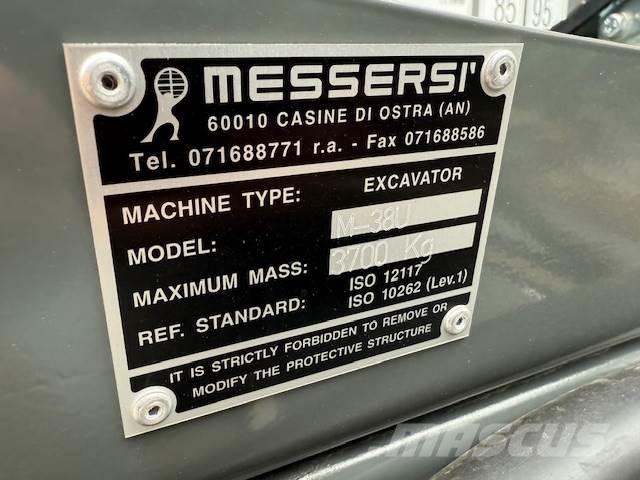 85 95
MESSERSI'
60010 CASINE DI OSTRA (AN)
Tel. 071688771 r.a. - Fax 071688586
MACHINE TYPE: EXCAVATOR
MODEL: M-38U
MAXIMUM MASS: 3700 Kg
REF. STANDARD: ISO 12117
ISO 10262 (Lev.1)
IT IS STRICTLY FORBIDDEN TO REMOVE OR
MODIFY THE PROTECTIVE STRUCTURE
MASCUS